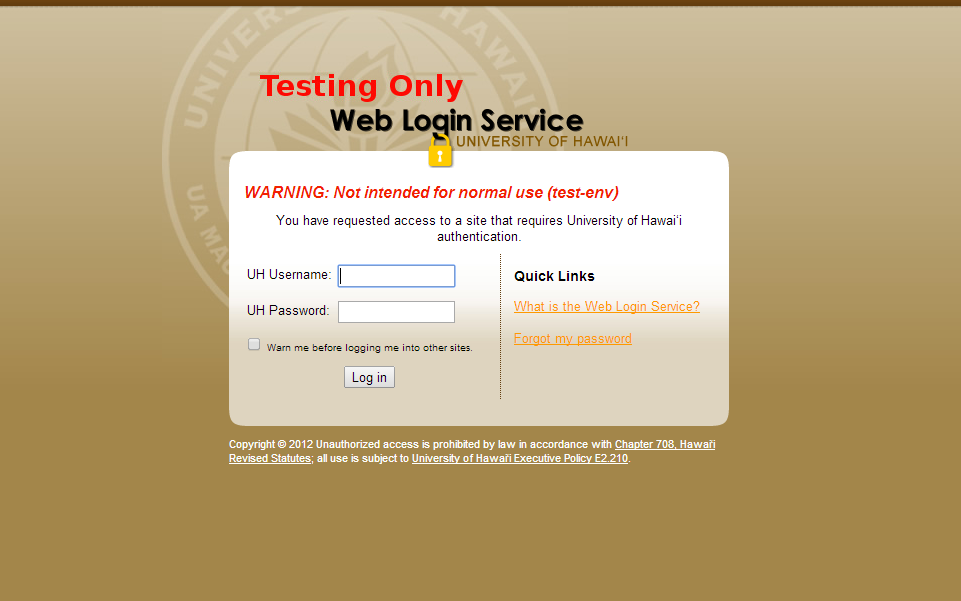 UNIVERSITY HAWAI
UA MA
Testing Only
Web Login Service
UNIVERSITY OF HAWAI'I
WARNING: Not intended for normal use (test-env)
You have requested access to a site that requires University of Hawai'i
authentication.
UH Username:
UH Password:
Warn me before logging me into other sites.
Log in
Quick Links
What is the Web Login Service?
Forgot my password
Copyright © 2012 Unauthorized access is prohibited by law in accordance with Chapter 708, Hawai'i
Revised Statutes; all use is subject to University of Hawai'i Executive Policy E2.210.